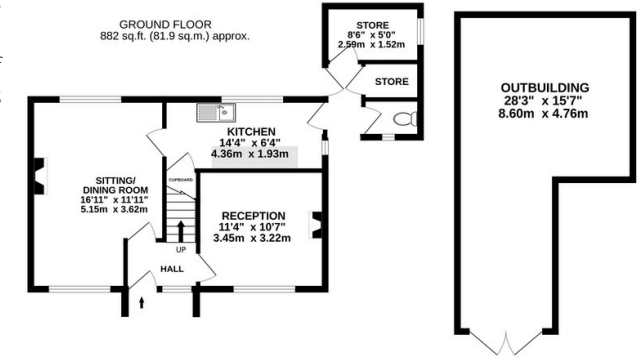 GROUND FLOOR
882 sq.ft. (81.9 sq.m.) approx.
STORE
8'6" x 5'0"
2.59m x 1.52m
STORE
OUTBUILDING
28'3" x 15'7"
8.60m x 4.76m
KITCHEN
14'4" x 6'4"
4.36m x 1.93m
CUPBOARD
SITTING/
DINING ROOM
16'11" x 11'11"
5.15m x 3.62m
RECEPTION
11'4" x 10'7"
3.45m x 3.22m
UP
HALL